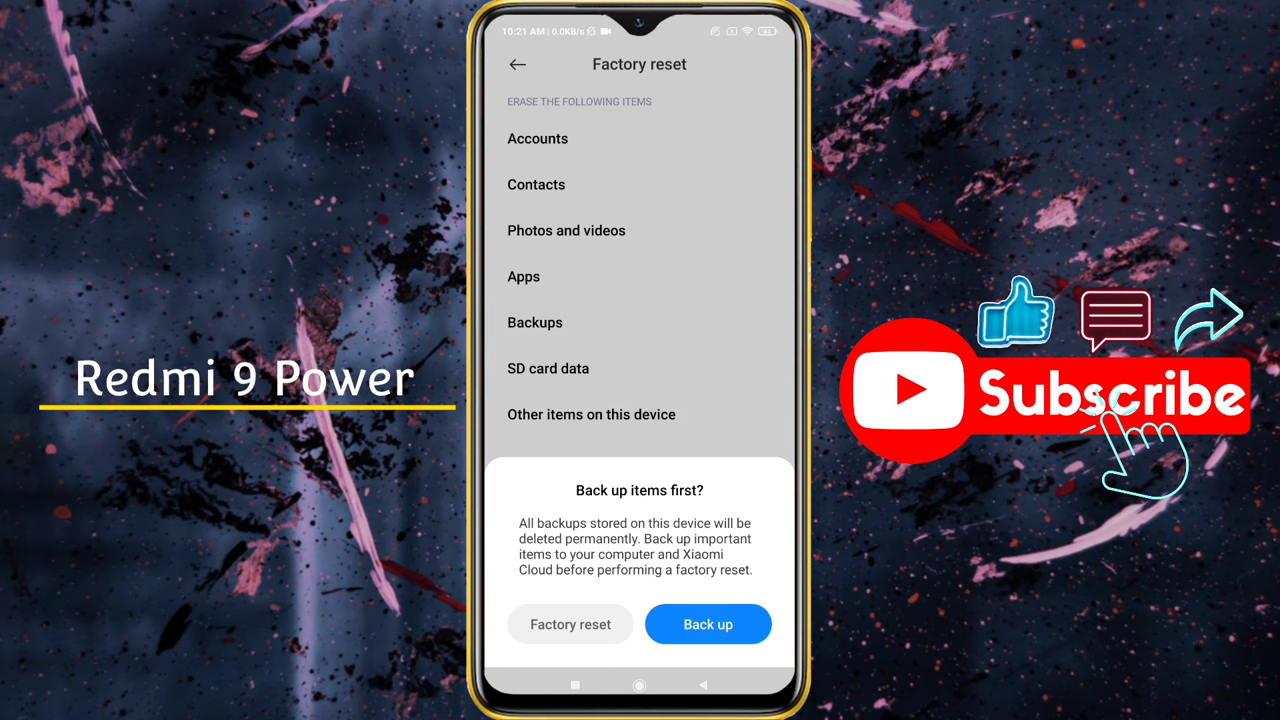 10:21 AM | 0.0KB/s
Factory reset
ERASE THE FOLLOWING ITEMS
Accounts
Contacts
Photos and videos
Apps
Backups
SD card data
Other items on this device
Back up items first?
All backups stored on this device will be
deleted permanently. Back up important
items to your computer and Xiaomi
Cloud before performing a factory reset.
Factory reset
Back up
Redmi 9 Power
Subscribe